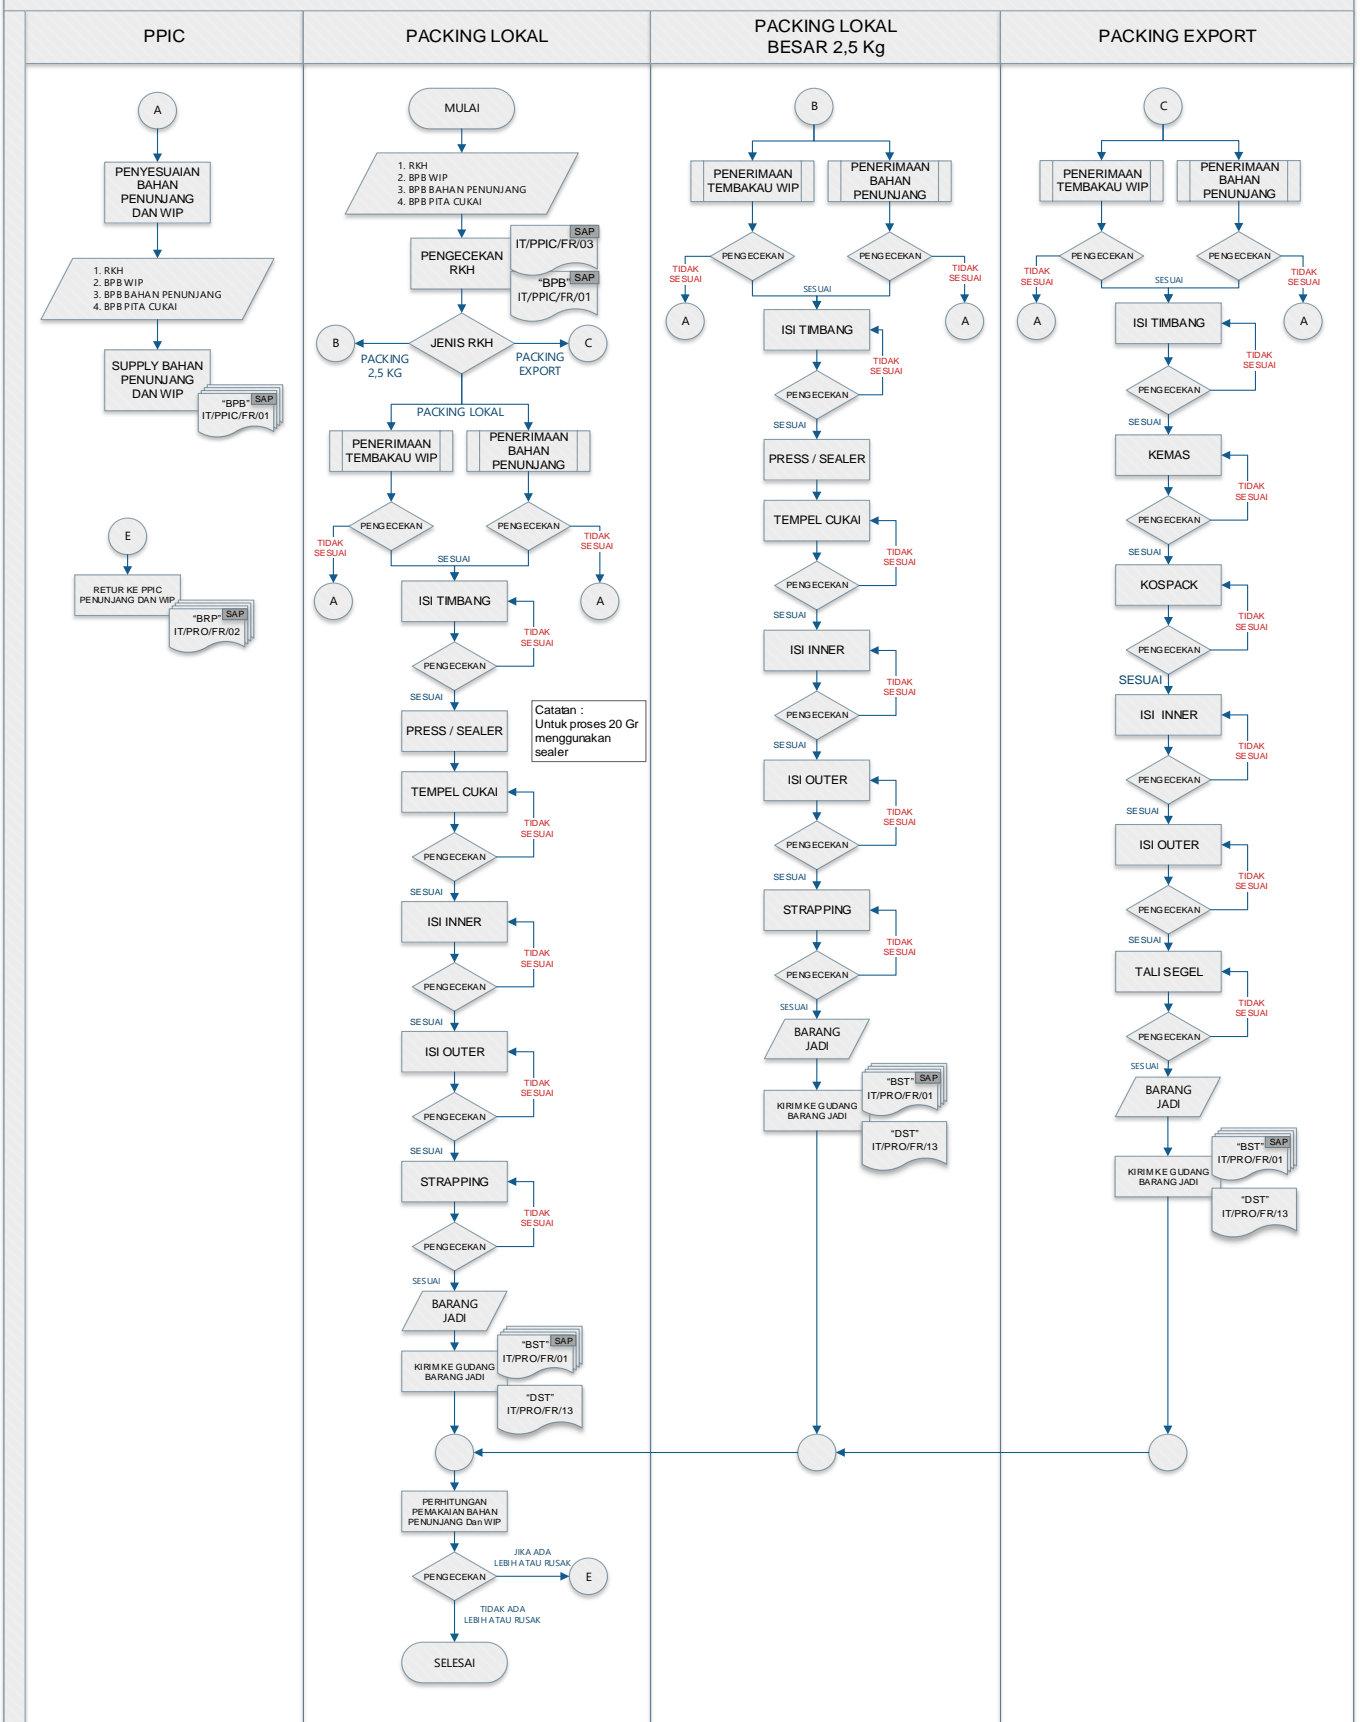 PPIC
PACKING LOKAL
PACKING LOKAL
BESAR 2,5 Kg
PACKING EXPORT
A
PENYESUAIAN
BAHAN
PENUNJANG
DAN WIP
1. RKH
2. BPB WIP
3. BPB BAHAN PENUNJANG
4. BPB PITA CUKAI
SUPPLY BAHAN
PENUNJANG
DAN WIP
"BPB"
SAP
IT/PPIC/FR/01
E
RETUR KE PPIC
PENUNJANG DAN WIP
"BRP"
SAP
IT/PRO/FR/02
MULAI
1. RKH
2. BPB WIP
3. BPB BAHAN PENUNJANG
4. BPB PITA CUKAI
PENGECEKAN
RKH
SAP
IT/PPIC/FR/03
SAP
"BPB"
IT/PPIC/FR/01
B
JENIS RKH
C
PACKING
2,5 KG
PACKING
EXPORT
PACKING LOKAL
PENERIMAAN
TEMBAKAU WIP
PENERIMAAN
BAHAN
PENUNJANG
PENGECEKAN
PENGECEKAN
TIDAK
SESUAI
TIDAK
SESUAI
SESUAI
A
A
ISI TIMBANG
TIDAK
SESUAI
PENGECEKAN
SESUAI
PRESS / SEALER
Catatan :
Untuk proses 20 Gr
menggunakan
sealer
TEMPEL CUKAI
TIDAK
SESUAI
PENGECEKAN
SESUAI
ISI INNER
TIDAK
SESUAI
PENGECEKAN
SESUAI
ISI OUTER
TIDAK
SESUAI
PENGECEKAN
SESUAI
STRAPPING
TIDAK
SESUAI
PENGECEKAN
SESUAI
BARANG
JADI
KIRIM KE GUDANG
BARANG JADI
"BST"
SAP
IT/PRO/FR/01
"DST"
IT/PRO/FR/13
PERHITUNGAN
PEMAKAIAN BAHAN
PENUNJANG Dan WIP
PENGECEKAN
JIKA ADA
LEBIH ATAU RUSAK
E
TIDAK ADA
LEBIH ATAU RUSAK
SELESAI
B
PENERIMAAN
TEMBAKAU WIP
PENERIMAAN
BAHAN
PENUNJANG
PENGECEKAN
PENGECEKAN
TIDAK
SESUAI
TIDAK
SESUAI
SESUAI
A
A
ISI TIMBANG
TIDAK
SESUAI
PENGECEKAN
SESUAI
PRESS / SEALER
TEMPEL CUKAI
TIDAK
SESUAI
PENGECEKAN
SESUAI
ISI INNER
TIDAK
SESUAI
PENGECEKAN
SESUAI
ISI OUTER
TIDAK
SESUAI
PENGECEKAN
SESUAI
STRAPPING
TIDAK
SESUAI
PENGECEKAN
SESUAI
BARANG
JADI
KIRIM KE GUDANG
BARANG JADI
"BST"
SAP
IT/PRO/FR/01
"DST"
IT/PRO/FR/13
C
PENERIMAAN
TEMBAKAU WIP
PENERIMAAN
BAHAN
PENUNJANG
PENGECEKAN
PENGECEKAN
TIDAK
SESUAI
TIDAK
SESUAI
SESUAI
A
A
ISI TIMBANG
TIDAK
SESUAI
PENGECEKAN
SESUAI
KEMAS
TIDAK
SESUAI
PENGECEKAN
SESUAI
KOSPACK
TIDAK
SESUAI
PENGECEKAN
SESUAI
ISI INNER
TIDAK
SESUAI
PENGECEKAN
SESUAI
ISI OUTER
TIDAK
SESUAI
PENGECEKAN
SESUAI
TALI SEGEL
TIDAK
SESUAI
PENGECEKAN
SESUAI
BARANG
JADI
KIRIM KE GUDANG
BARANG JADI
"BST"
SAP
IT/PRO/FR/01
"DST"
IT/PRO/FR/13